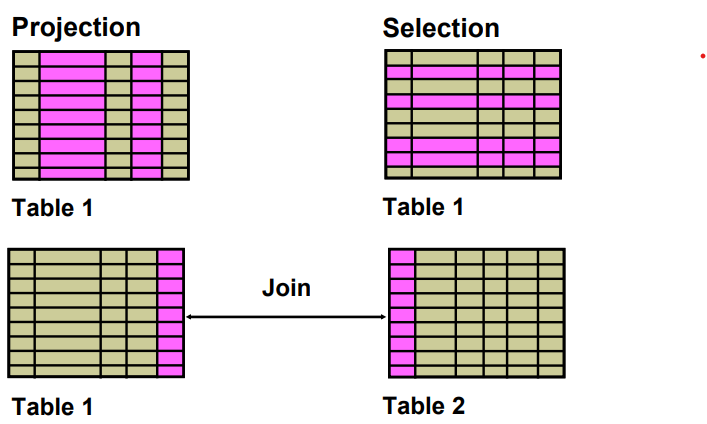 Projection
Selection
Table 1
Table 1
Join
Table 1
Table 2